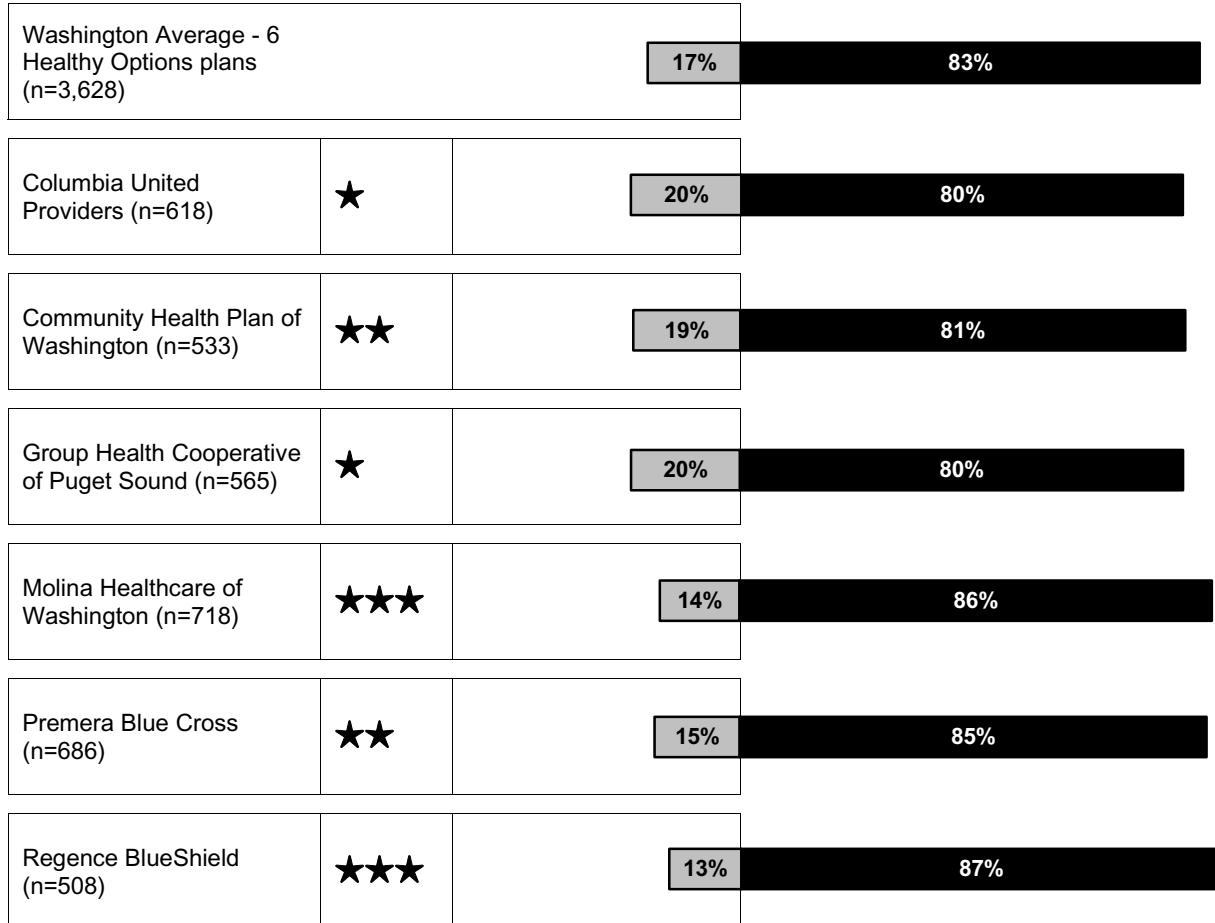 Washington Average - 6
Healthy Options plans
(n=3,628)
17%
83%
Columbia United
Providers (n=618)
★
20%
80%
Community Health Plan of
Washington (n=533)
★★
19%
81%
Group Health Cooperative
of Puget Sound (n=565)
★
20%
80%
Molina Healthcare of
Washington (n=718)
★★★
14%
86%
Premera Blue Cross
(n=686)
★★
15%
85%
Regence BlueShield
(n=508)
★★★
13%
87%